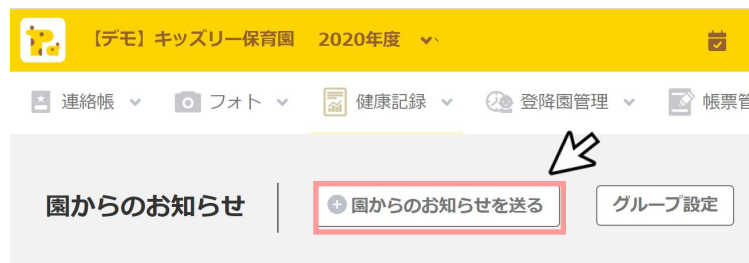 【デモ】キッズリー保育園 2020年度
連絡帳 フォト 健康記録 登降園管理 帳票管
園からのお知らせ 園からのお知らせを送る グループ設定